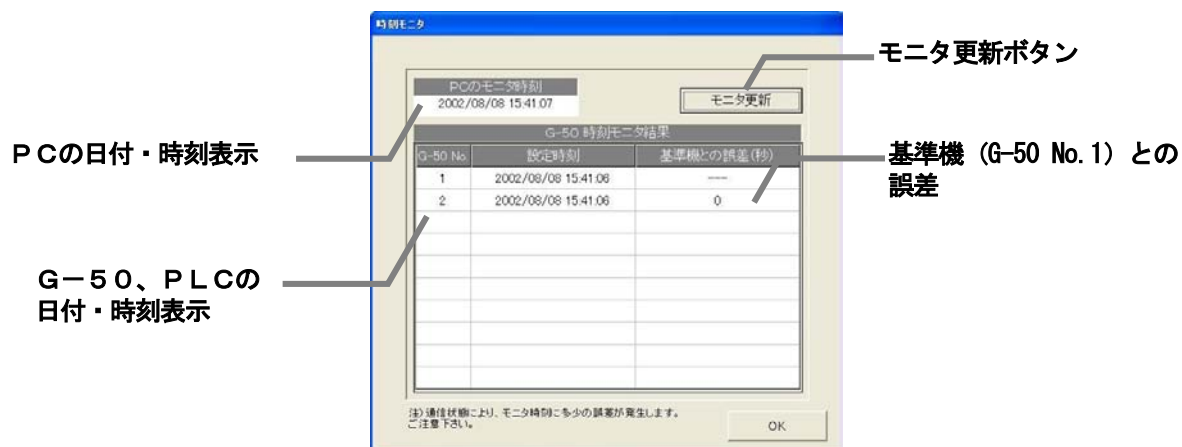 時刻モニタ
モニタ更新ボタン
PCのモニタ時刻
2002/08/08 15:41:07
モニタ更新
PCの日付・時刻表示
G-50 時刻モニタ結果
G-50 No. 設定時刻 基準機との誤差(秒)
基準機 (G-50 No.1) との
誤差
1 2002/08/08 15:41:06 ---
2 2002/08/08 15:41:06 0
G－50、PLCの
日付・時刻表示
注) 通信状態により、モニタ時刻に多少の誤差が発生します。
ご注意下さい。
OK